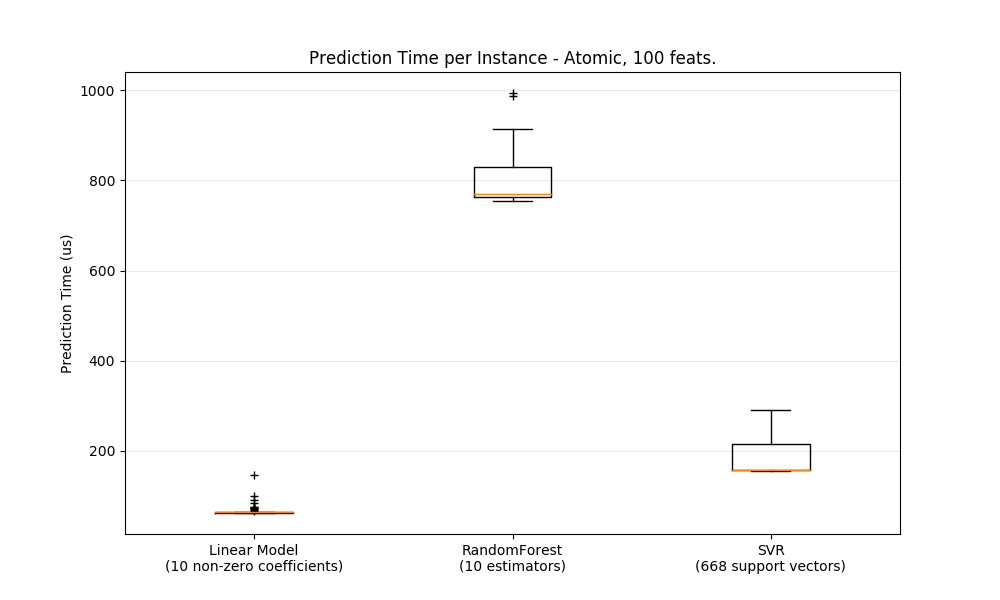 Prediction Time per Instance - Atomic, 100 feats.
Prediction Time (us)
1000
800
600
400
200
Linear Model
(10 non-zero coefficients)
RandomForest
(10 estimators)
SVR
(668 support vectors)